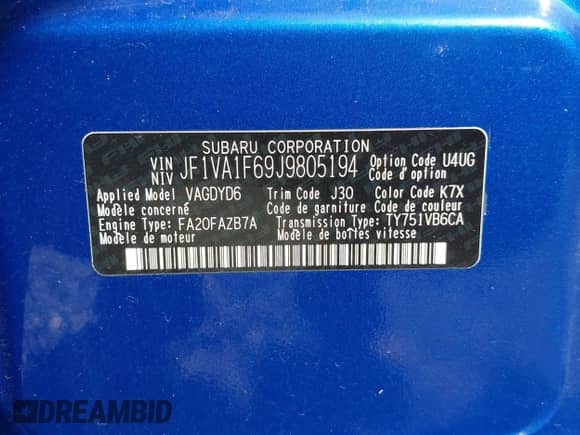 SUBARU CORPORATION
VIN NIV JF1VA1F69J9805194 Option Code U4UG
Code d'option
Applied Model VAGDYD6 Trim Code J30 Color Code K7X
Modèle concerné Code de garniture Code de couleur
Engine Type: FA20FAZB7A Transmission Type: TY751VB6CA
Modèle de moteur Modèle de boîtes vitesse
DREAMBID